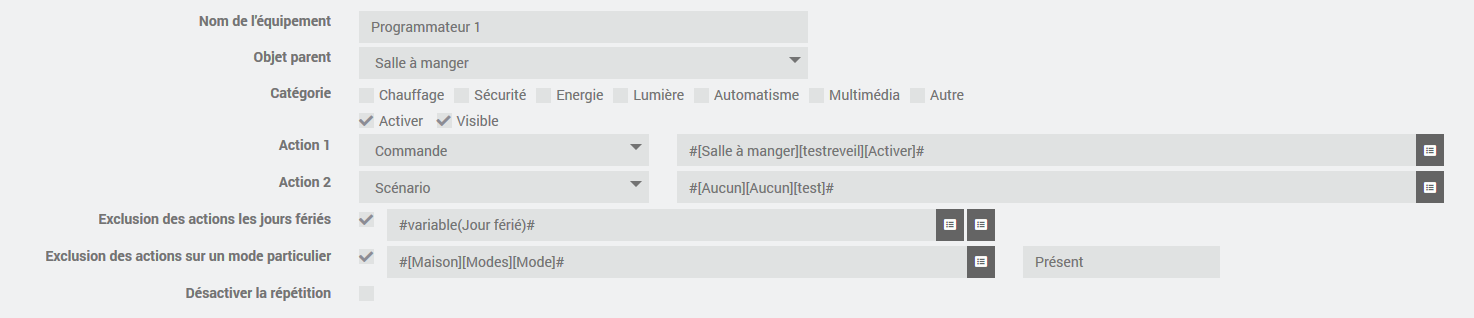 Nom de l'équipement Programmateur 1
Objet parent Salle à manger
Catégorie Chauffage Sécurité Energie Lumière Automatisme Multimédia Autre
Activer Visible
Action 1 Commande #[Salle à manger][testreveil][Activer]#
Action 2 Scénario #[Aucun][Aucun][test]#
Exclusion des actions les jours fériés #variable(Jour férié)#
Exclusion des actions sur un mode particulier #[Maison][Modes][Mode]# Présent
Désactiver la répétition